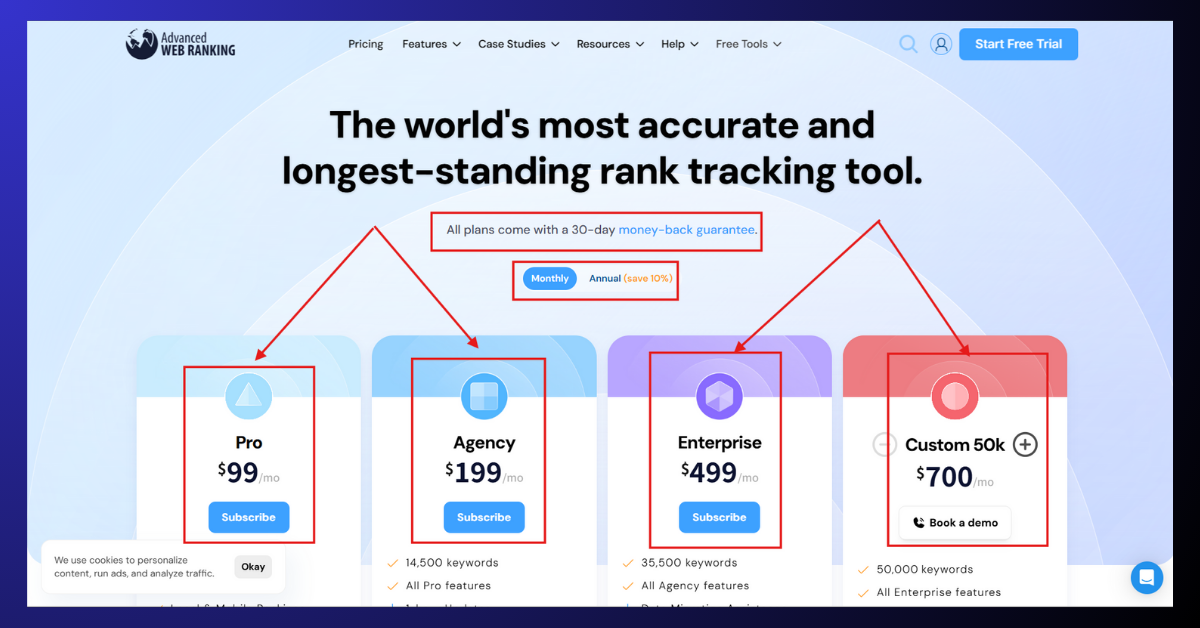 Advanced
WEB RANKING
Pricing Features Case Studies Resources Help Free Tools
Start Free Trial
The world's most accurate and
longest-standing rank tracking tool.
All plans come with a 30-day money-back guarantee.
Monthly Annual (save 10%)
Pro
$99/mo
Subscribe
Agency
$199/mo
Subscribe
14,500 keywords
All Pro features
Enterprise
$499/mo
Subscribe
35,500 keywords
All Agency features
Custom 50k
$700/mo
Book a demo
50,000 keywords
All Enterprise features
We use cookies to personalize
content, run ads, and analyze traffic.
Okay